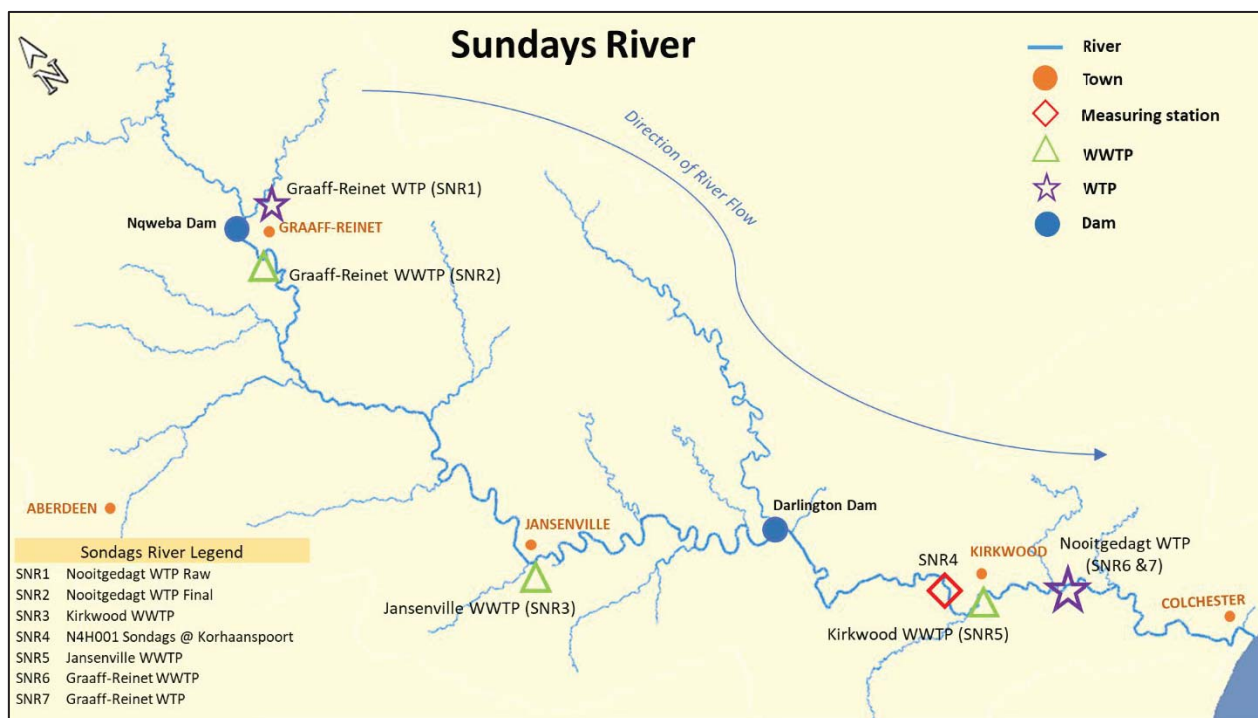 Sundays River
N
River
Town
Measuring station
WWTP
WTP
Dam
Direction of River Flow
Graaff-Reinet WTP (SNR1)
Nqweba Dam
GRAAFF-REINET
Graaff-Reinet WWTP (SNR2)
ABERDEEN
JANSENVILLE
Jansenville WWTP (SNR3)
Darlington Dam
SNR4
KIRKWOOD
Kirkwood WWTP (SNR5)
Nooitgedagt WTP
(SNR6 &7)
COLCHESTER
Sondags River Legend
SNR1 Nooitgedagt WTP Raw
SNR2 Nooitgedagt WTP Final
SNR3 Kirkwood WWTP
SNR4 N4H001 Sondags @ Korhaanspoort
SNR5 Jansenville WWTP
SNR6 Graaff-Reinet WWTP
SNR7 Graaff-Reinet WTP